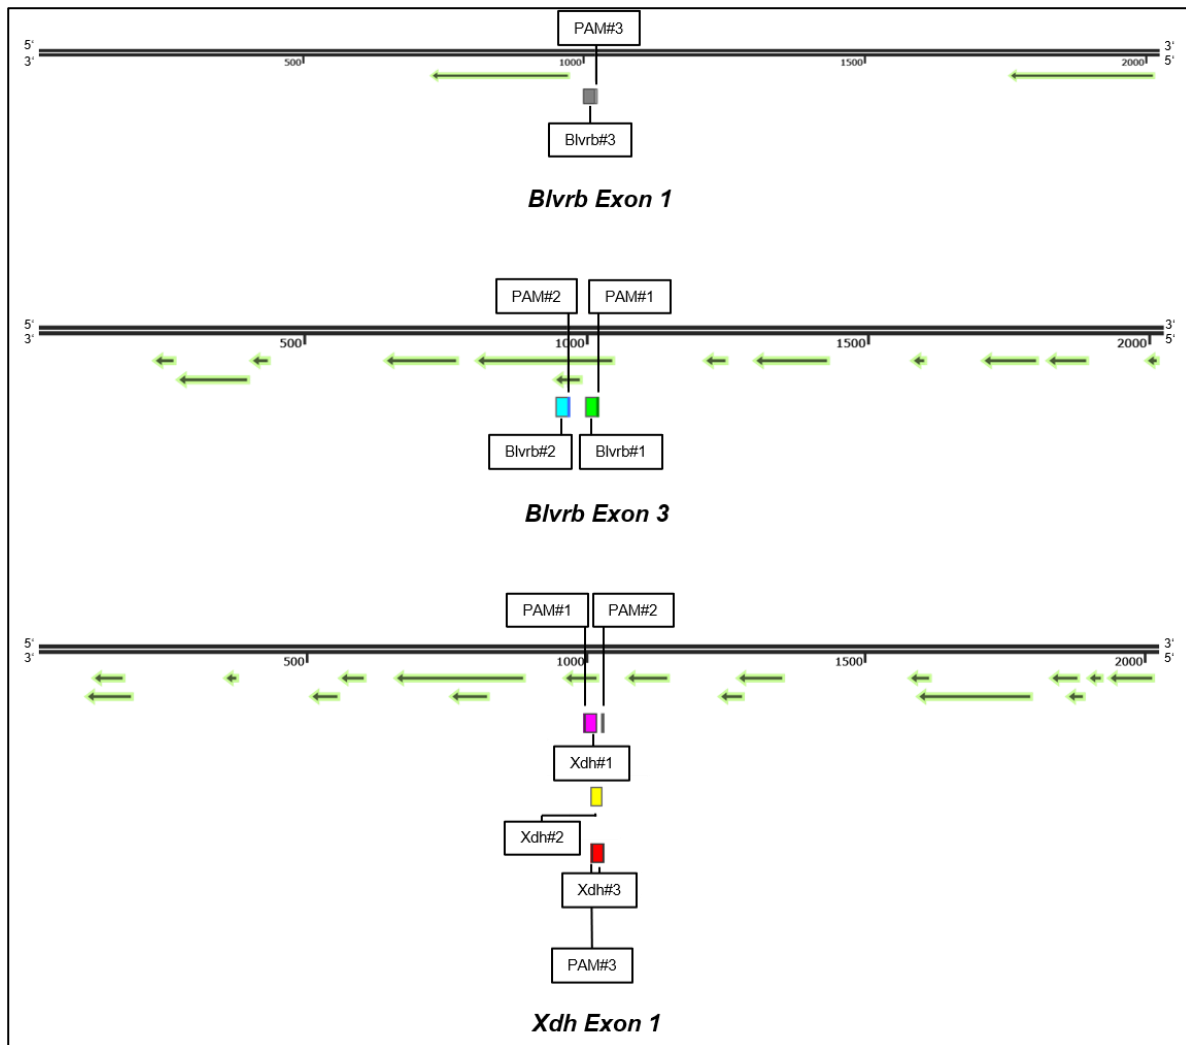 PAM#3
5' 3'
3' 500 1000 1500 2000 5'
Blvrb#3
Blvrb Exon 1
PAM#2 PAM#1
5' 3'
3' 500 1000 1500 2000 5'
Blvrb#2 Blvrb#1
Blvrb Exon 3
PAM#1 PAM#2
5' 3'
3' 500 1000 1500 2000 5'
Xdh#1
Xdh#2
Xdh#3
PAM#3
Xdh Exon 1